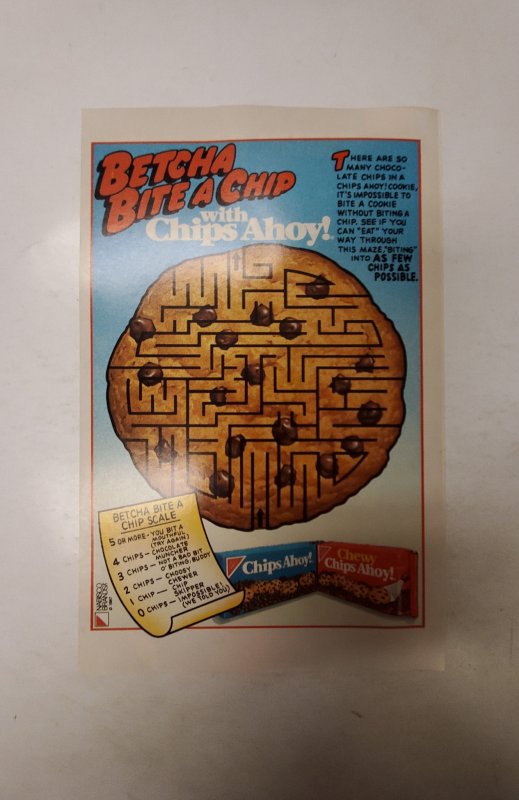 BETCHA
BITE A CHIP
with
Chips Ahoy!
THERE ARE SO
MANY CHOCO-
LATE CHIPS IN A
CHIPS AHOY! COOKIE,
IT'S IMPOSSIBLE TO
BITE A COOKIE
WITHOUT BITING A
CHIP. SEE IF YOU
CAN "EAT" YOUR
WAY THROUGH
THIS MAZE, "BITING"
INTO AS FEW
CHIPS AS
POSSIBLE.
BETCHA BITE A
CHIP SCALE
5 OR MORE - YOU BIT A
MOUTHFUL!
(TRY AGAIN)
4 CHIPS - CHOCOLATE
MUNCHER
3 CHIPS - NOT A BAD BIT
O' BITING, BUDDY
2 CHIPS - CHOOSY
CHEWER
1 CHIP - CHIP
SKIPPER
0 CHIPS - IMPOSSIBLE!
(WE TOLD YOU)
Chips Ahoy!
Chewy
Chips Ahoy!
NABISCO
BRANDS